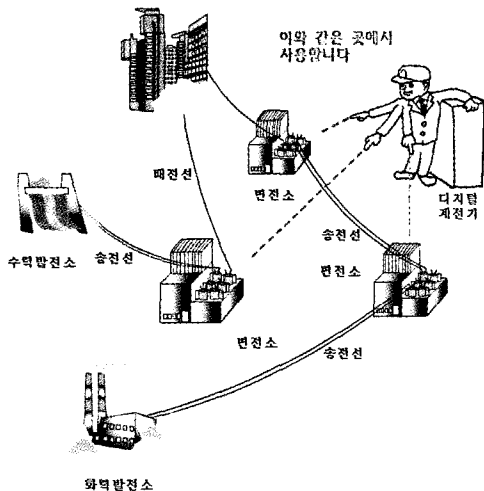 이와 같은 곳에서
사용합니다
배전선
변전소
디지털
계전기
송전선
수력발전소
송전선
변전소
변전소
송전선
화력발전소